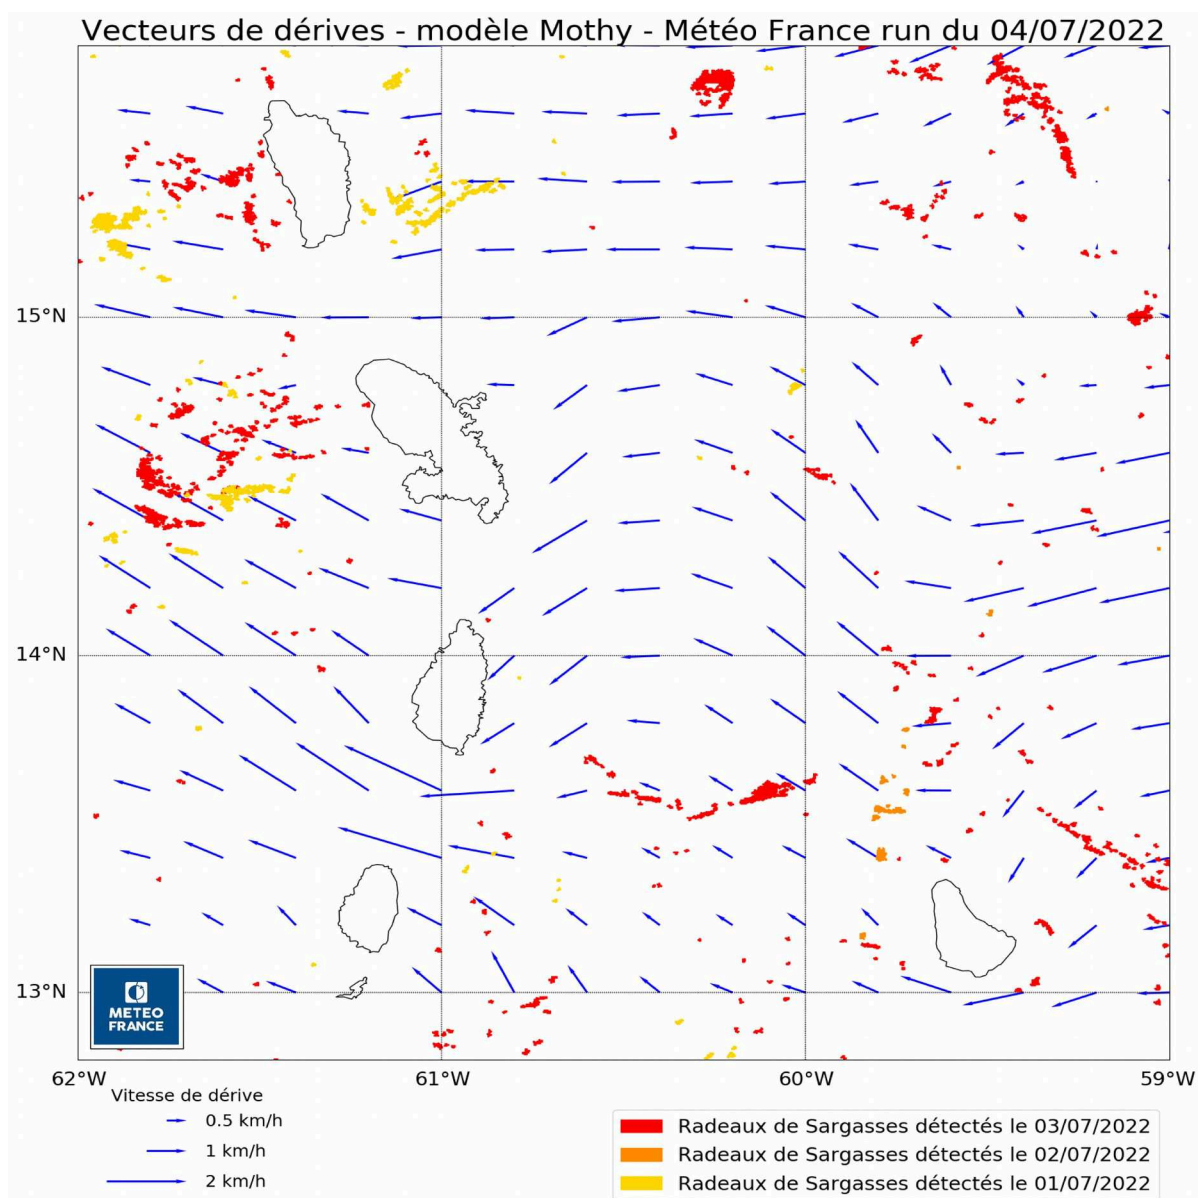 Vecteurs de dérives - modèle Mothy - Météo France run du 04/07/2022
15°N
14°N
13°N
METEO
FRANCE
62°W
61°W
60°W
59°W
Vitesse de dérive
0.5 km/h
1 km/h
2 km/h
Radeaux de Sargasses détectés le 03/07/2022
Radeaux de Sargasses détectés le 02/07/2022
Radeaux de Sargasses détectés le 01/07/2022